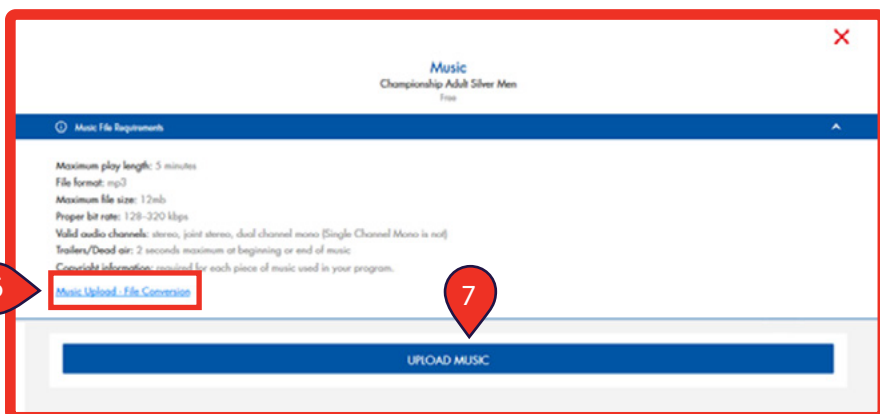 Music
Championship Adult Silver Men
Free
Music File Requirements
Maximum play length: 5 minutes
File format: mp3
Maximum file size: 12mb
Proper bit rate: 128-320 kbps
Valid audio channels: stereo, joint stereo, dual channel mono (Single Channel Mono is not)
Trailers/Dead air: 2 seconds maximum at beginning or end of music
Copyright information: required for each piece of music used in your program.
Music Upload - File Conversion
7
UPLOAD MUSIC